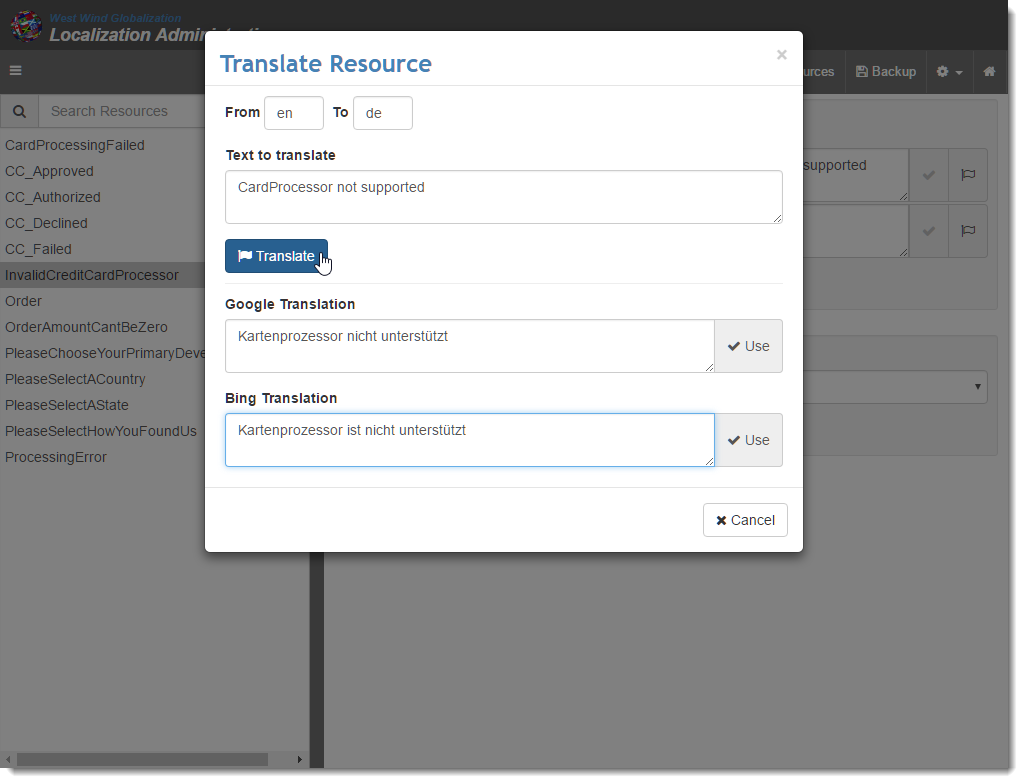 West Wind Globalization
Localization Admini
Translate Resource
×
urces
Backup
Search Resources
From en To de
CardProcessingFailed
Text to translate
CC_Approved
CardProcessor not supported
supported
CC_Authorized
CC_Declined
CC_Failed
Translate
InvalidCreditCardProcessor
Order
Google Translation
OrderAmountCantBeZero
Kartenprozessor nicht unterstützt
Use
PleaseChooseYourPrimaryDeve
PleaseSelectACountry
Bing Translation
PleaseSelectAState
Kartenprozessor ist nicht unterstützt
Use
PleaseSelectHowYouFoundUs
ProcessingError
Cancel